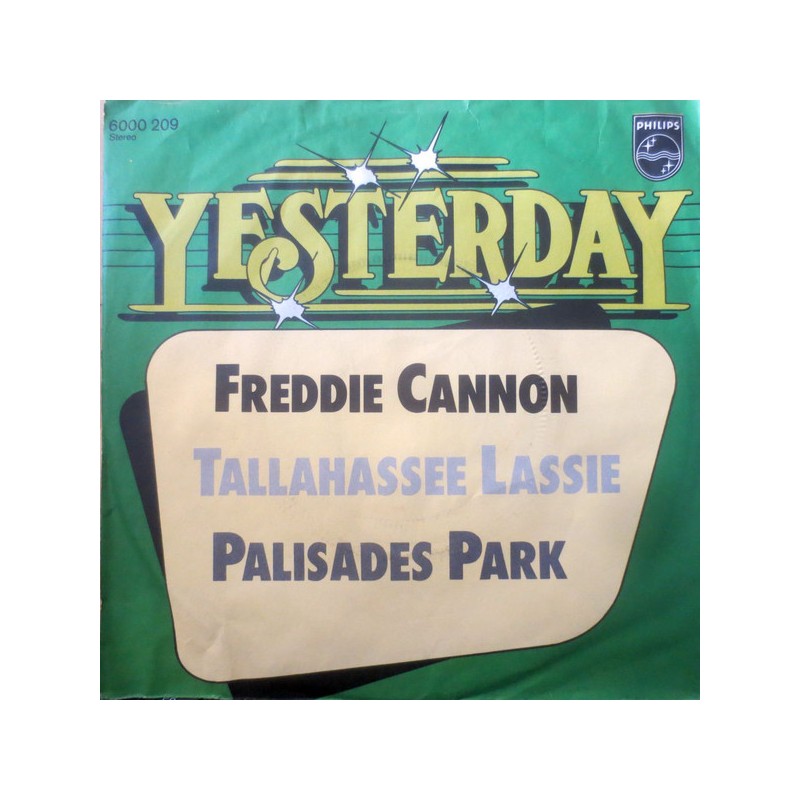 6000 209
Stereo
PHILIPS
YESTERDAY
FREDDIE CANNON
TALLAHASSEE LASSIE
PALISADES PARK